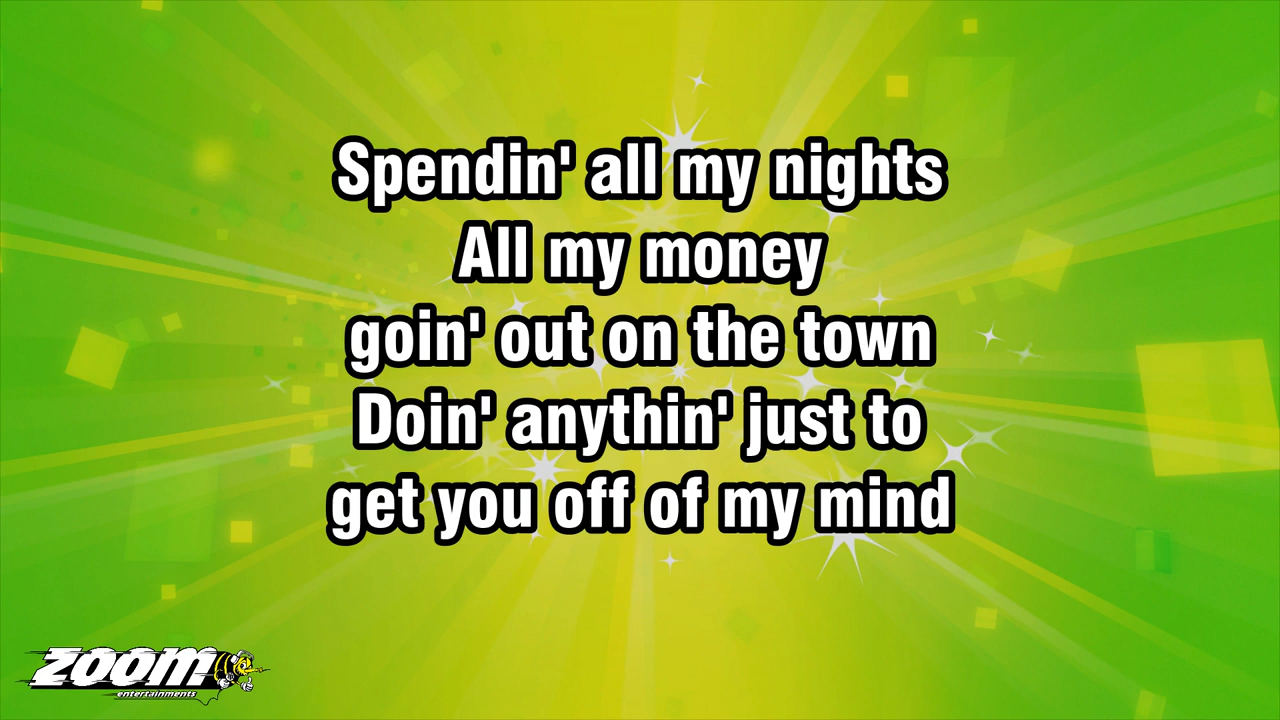 Spendin' all my nights
All my money
goin' out on the town
Doin' anythin' just to
get you off of my mind
ZOOM
entertainments